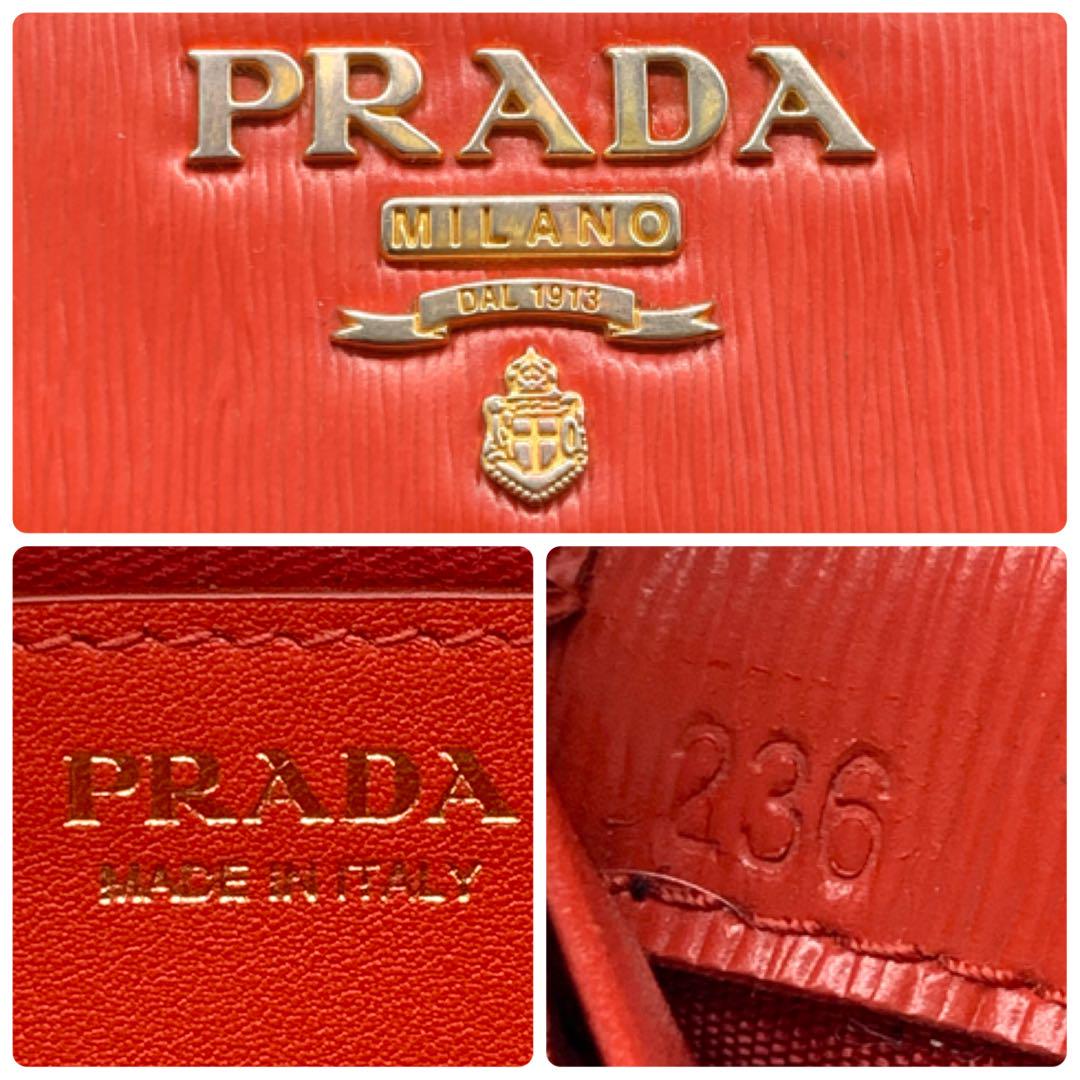 PRADA
MILANO
DAL 1913
PRADA
MADE IN ITALY
236